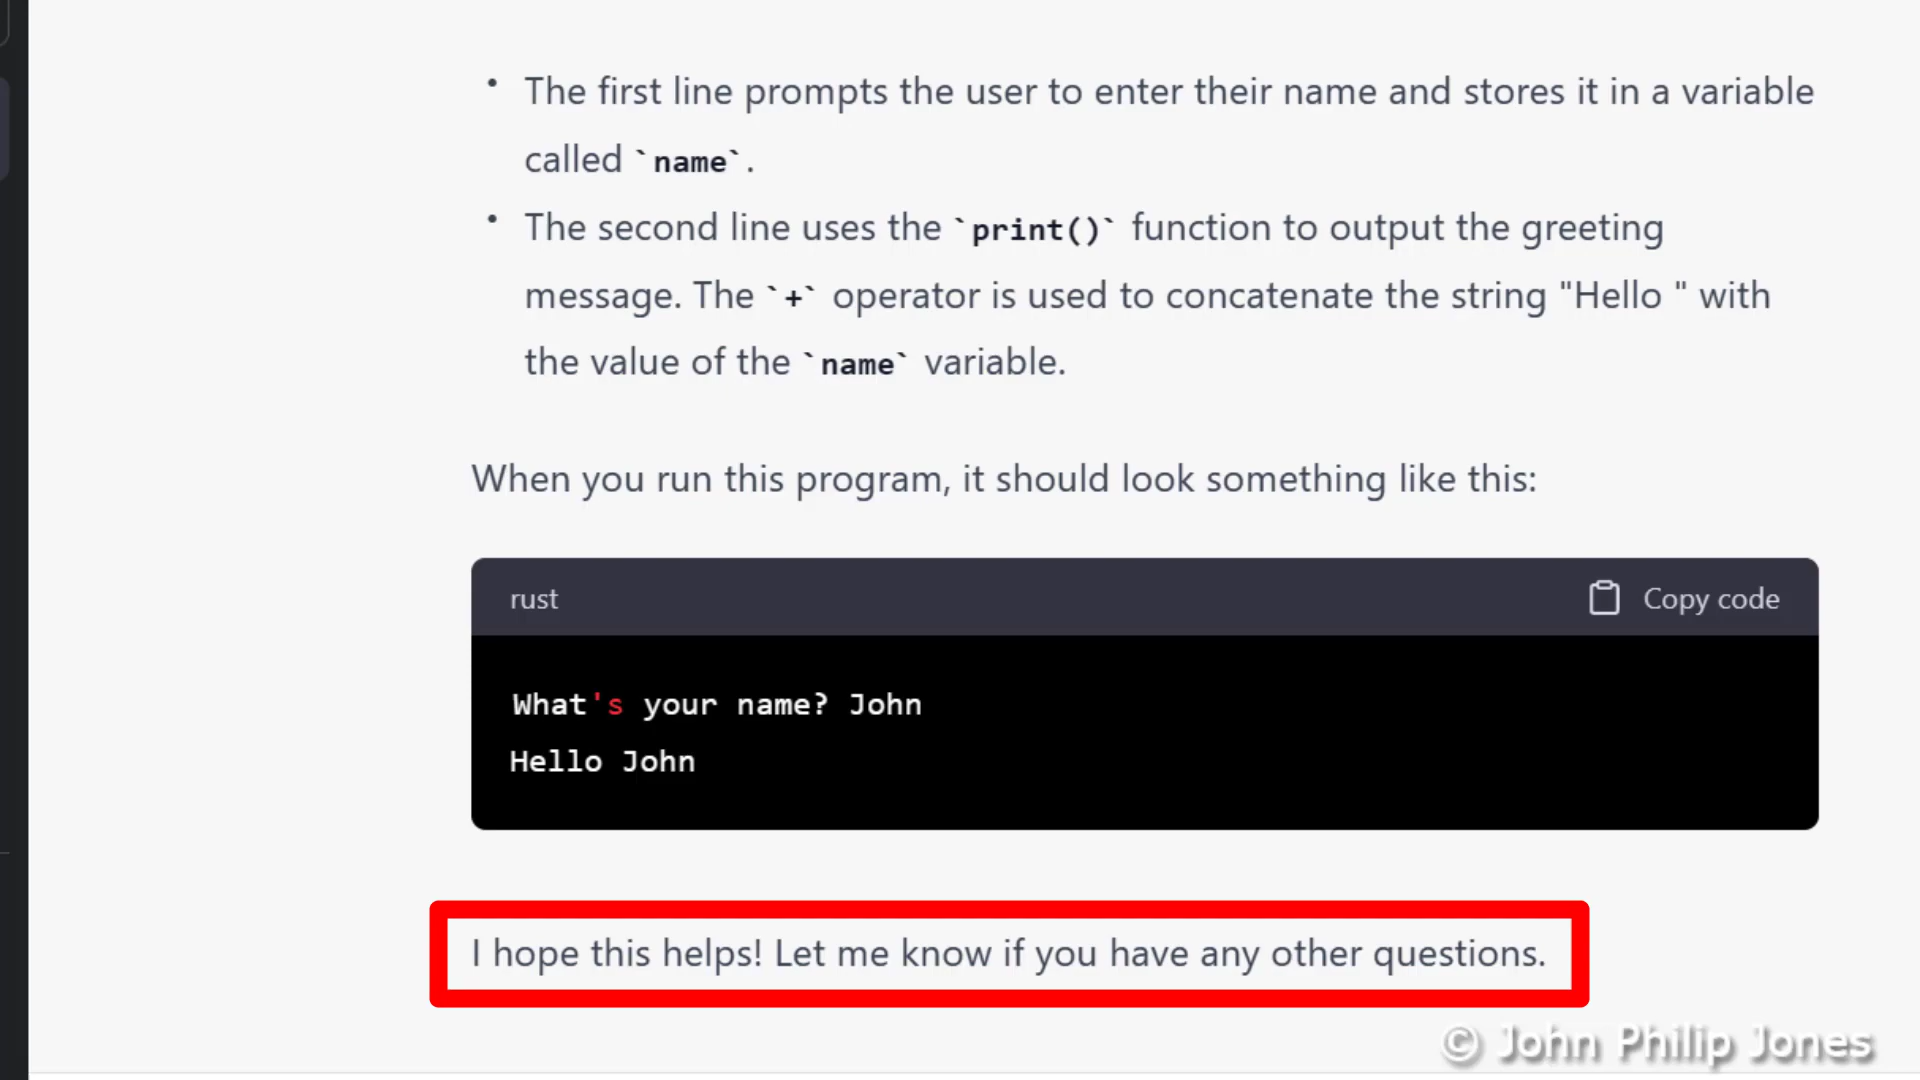 • The first line prompts the user to enter their name and stores it in a variable
called `name`.
• The second line uses the `print()` function to output the greeting
message. The `+` operator is used to concatenate the string "Hello " with
the value of the `name` variable.
When you run this program, it should look something like this:
rust Copy code
What's your name? John
Hello John
I hope this helps! Let me know if you have any other questions.
© John Philip Jones